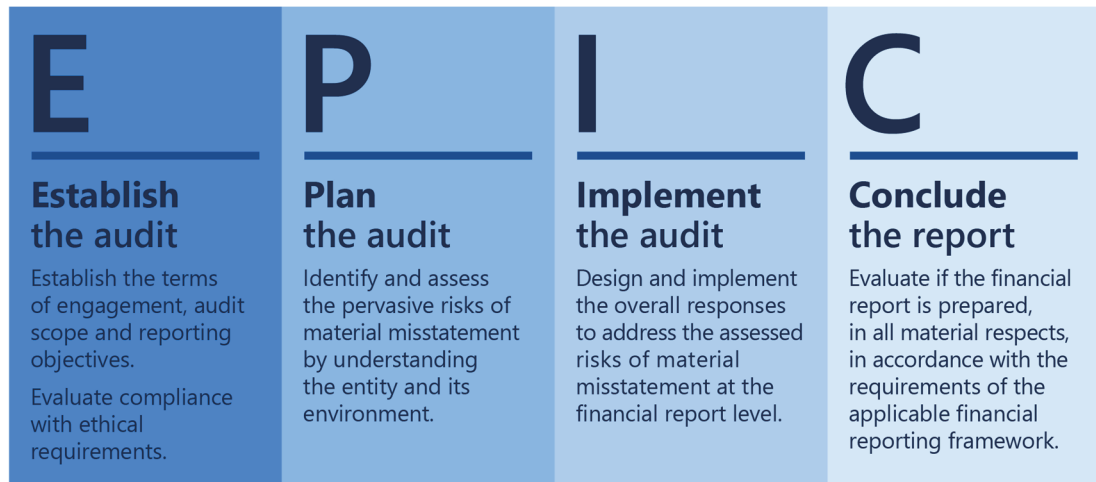 E
Establish
the audit
Establish the terms
of engagement, audit
scope and reporting
objectives.
Evaluate compliance
with ethical
requirements.
P
Plan
the audit
Identify and assess
the pervasive risks of
material misstatement
by understanding
the entity and its
environment.
I
Implement
the audit
Design and implement
the overall responses
to address the assessed
risks of material
misstatement at the
financial report level.
C
Conclude
the report
Evaluate if the financial
report is prepared,
in all material respects,
in accordance with the
requirements of the
applicable financial
reporting framework.